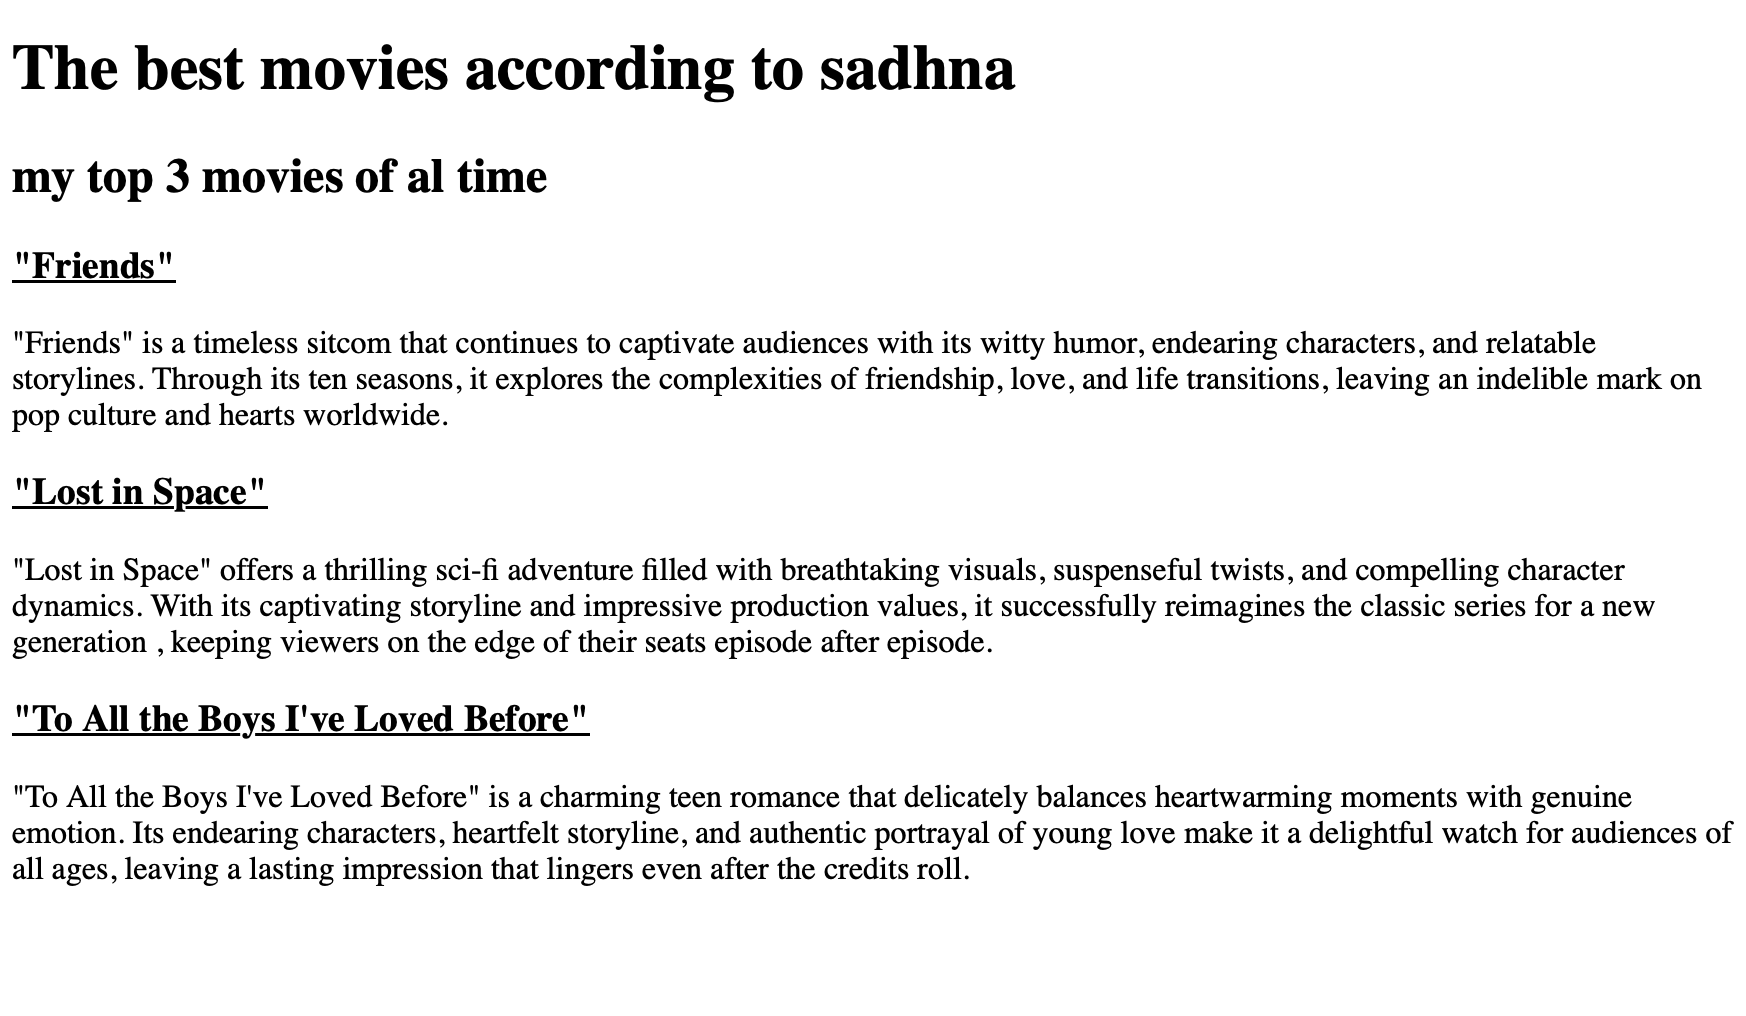 The best movies according to sadhna
my top 3 movies of al time
"Friends"
"Friends" is a timeless sitcom that continues to captivate audiences with its witty humor, endearing characters, and relatable
storylines. Through its ten seasons, it explores the complexities of friendship, love, and life transitions, leaving an indelible mark on
pop culture and hearts worldwide.
"Lost in Space"
"Lost in Space" offers a thrilling sci-fi adventure filled with breathtaking visuals, suspenseful twists, and compelling character
dynamics. With its captivating storyline and impressive production values, it successfully reimagines the classic series for a new
generation , keeping viewers on the edge of their seats episode after episode.
"To All the Boys I've Loved Before"
"To All the Boys I've Loved Before" is a charming teen romance that delicately balances heartwarming moments with genuine
emotion. Its endearing characters, heartfelt storyline, and authentic portrayal of young love make it a delightful watch for audiences of
all ages, leaving a lasting impression that lingers even after the credits roll.